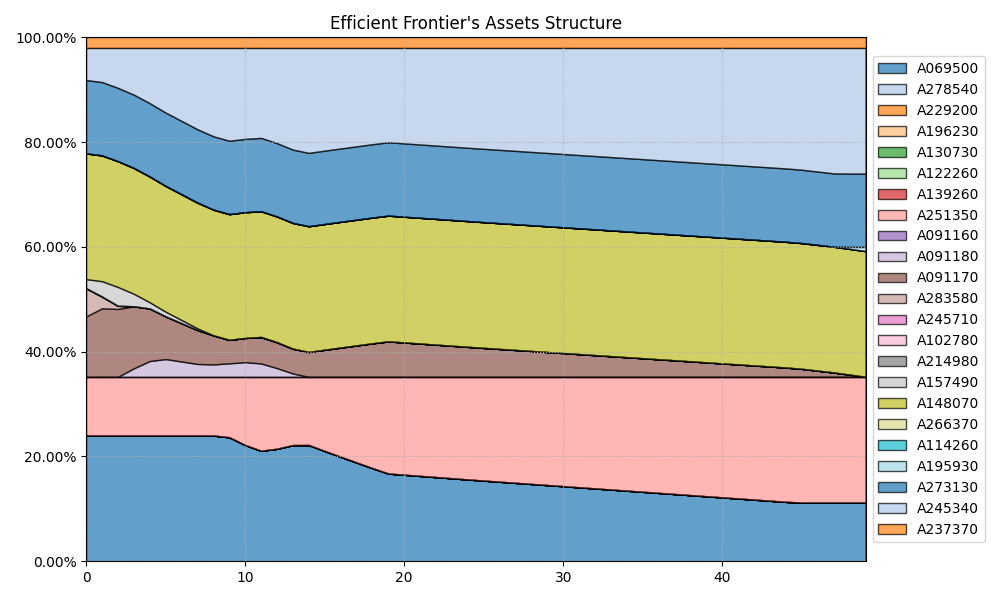 Efficient Frontier's Assets Structure
100.00%
80.00%
60.00%
40.00%
20.00%
0.00%
0
10
20
30
40
A069500
A278540
A229200
A196230
A130730
A122260
A139260
A251350
A091160
A091180
A091170
A283580
A245710
A102780
A214980
A157490
A148070
A266370
A114260
A195930
A273130
A245340
A237370